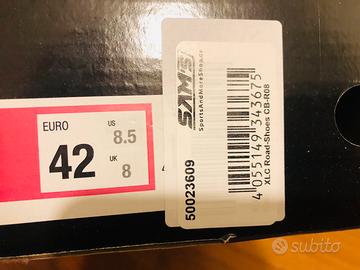 EURO
42
US
8.5
UK
8
SKMS
SportsAndMoreShop.de
50023609
4 055149 343675
XLC Road-Shoes CB-R08
subito